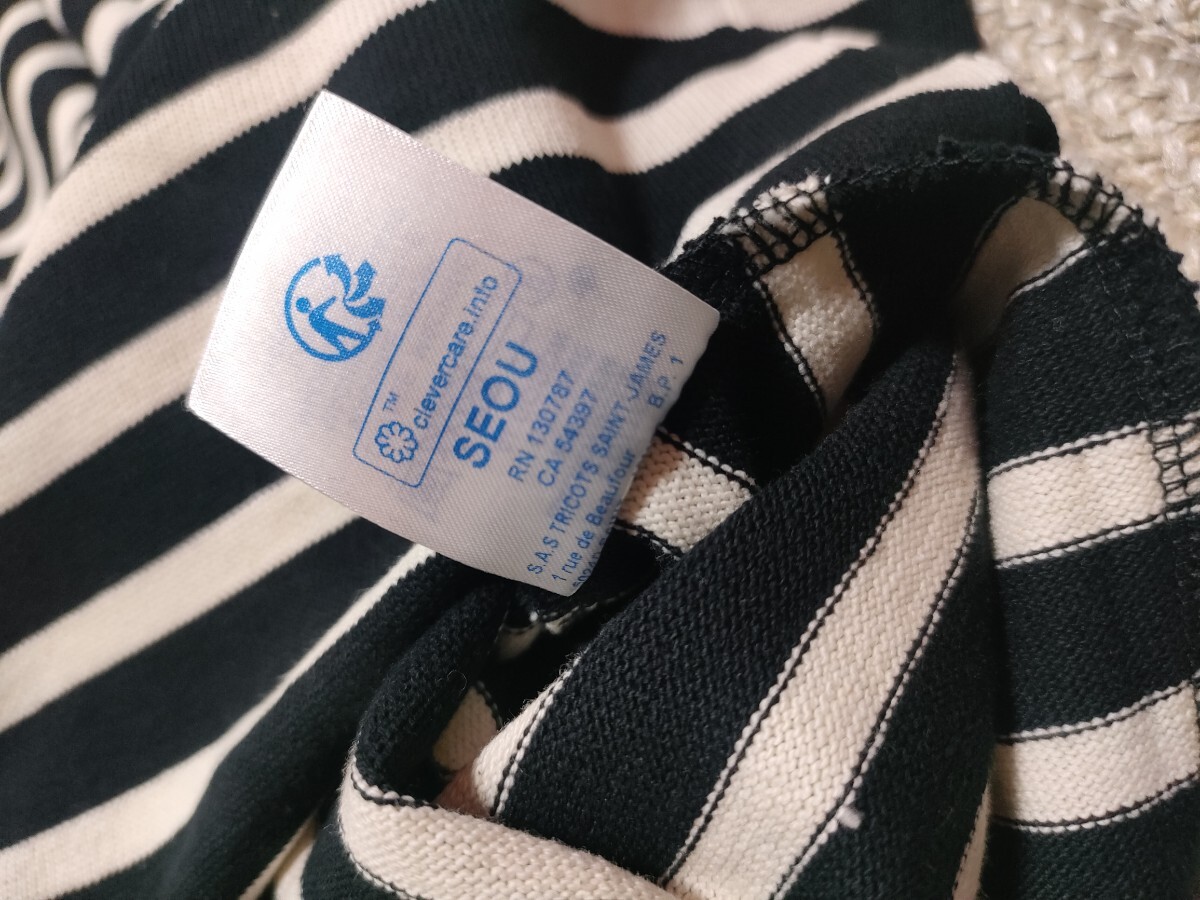 ™ clevercare.info
SEOU
RN 130787
CA 54397
S.A.S TRICOTS SAINT-JAMES
1 rue de Beaufour B.P. 1